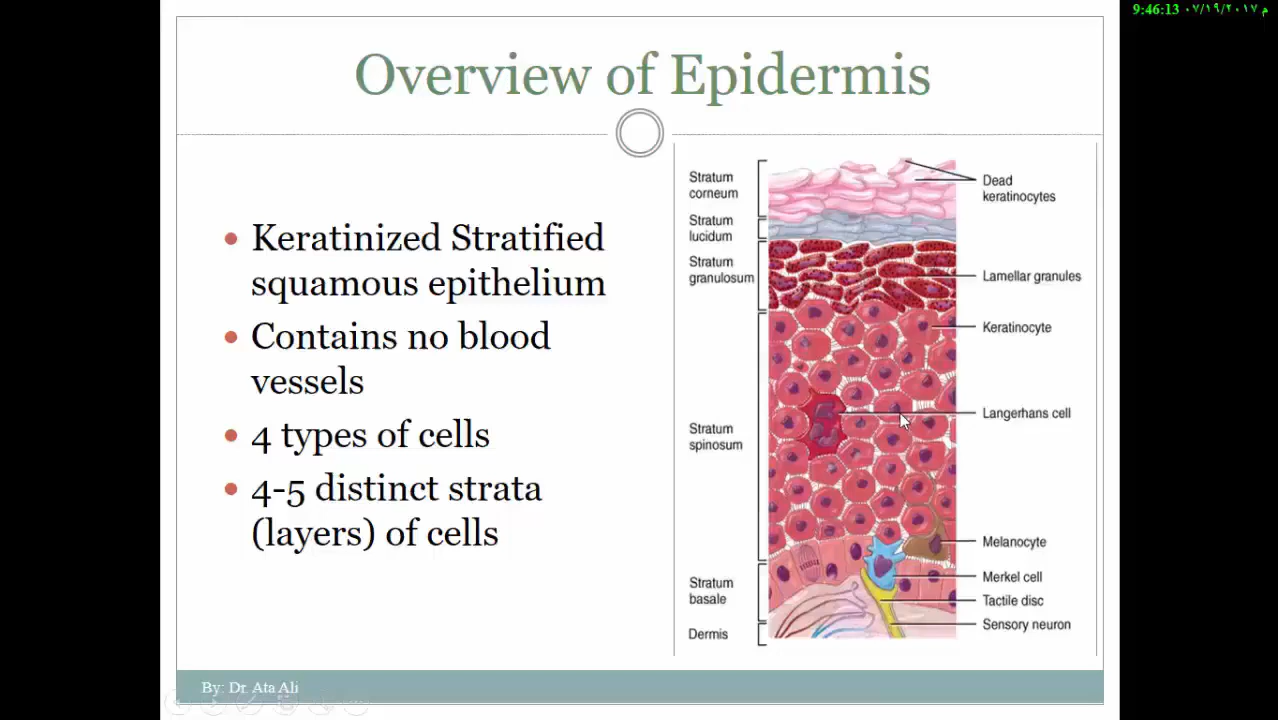 9:46:13 ٠٧/١٩/٢٠١٧ م
Overview of Epidermis
Keratinized Stratified
squamous epithelium
Contains no blood
vessels
4 types of cells
4-5 distinct strata
(layers) of cells
Stratum
corneum
Stratum
lucidum
Stratum
granulosum
Stratum
spinosum
Stratum
basale
Dermis
Dead
keratinocytes
Lamellar granules
Keratinocyte
Langerhans cell
Melanocyte
Merkel cell
Tactile disc
Sensory neuron
By: Dr. Ata Ali